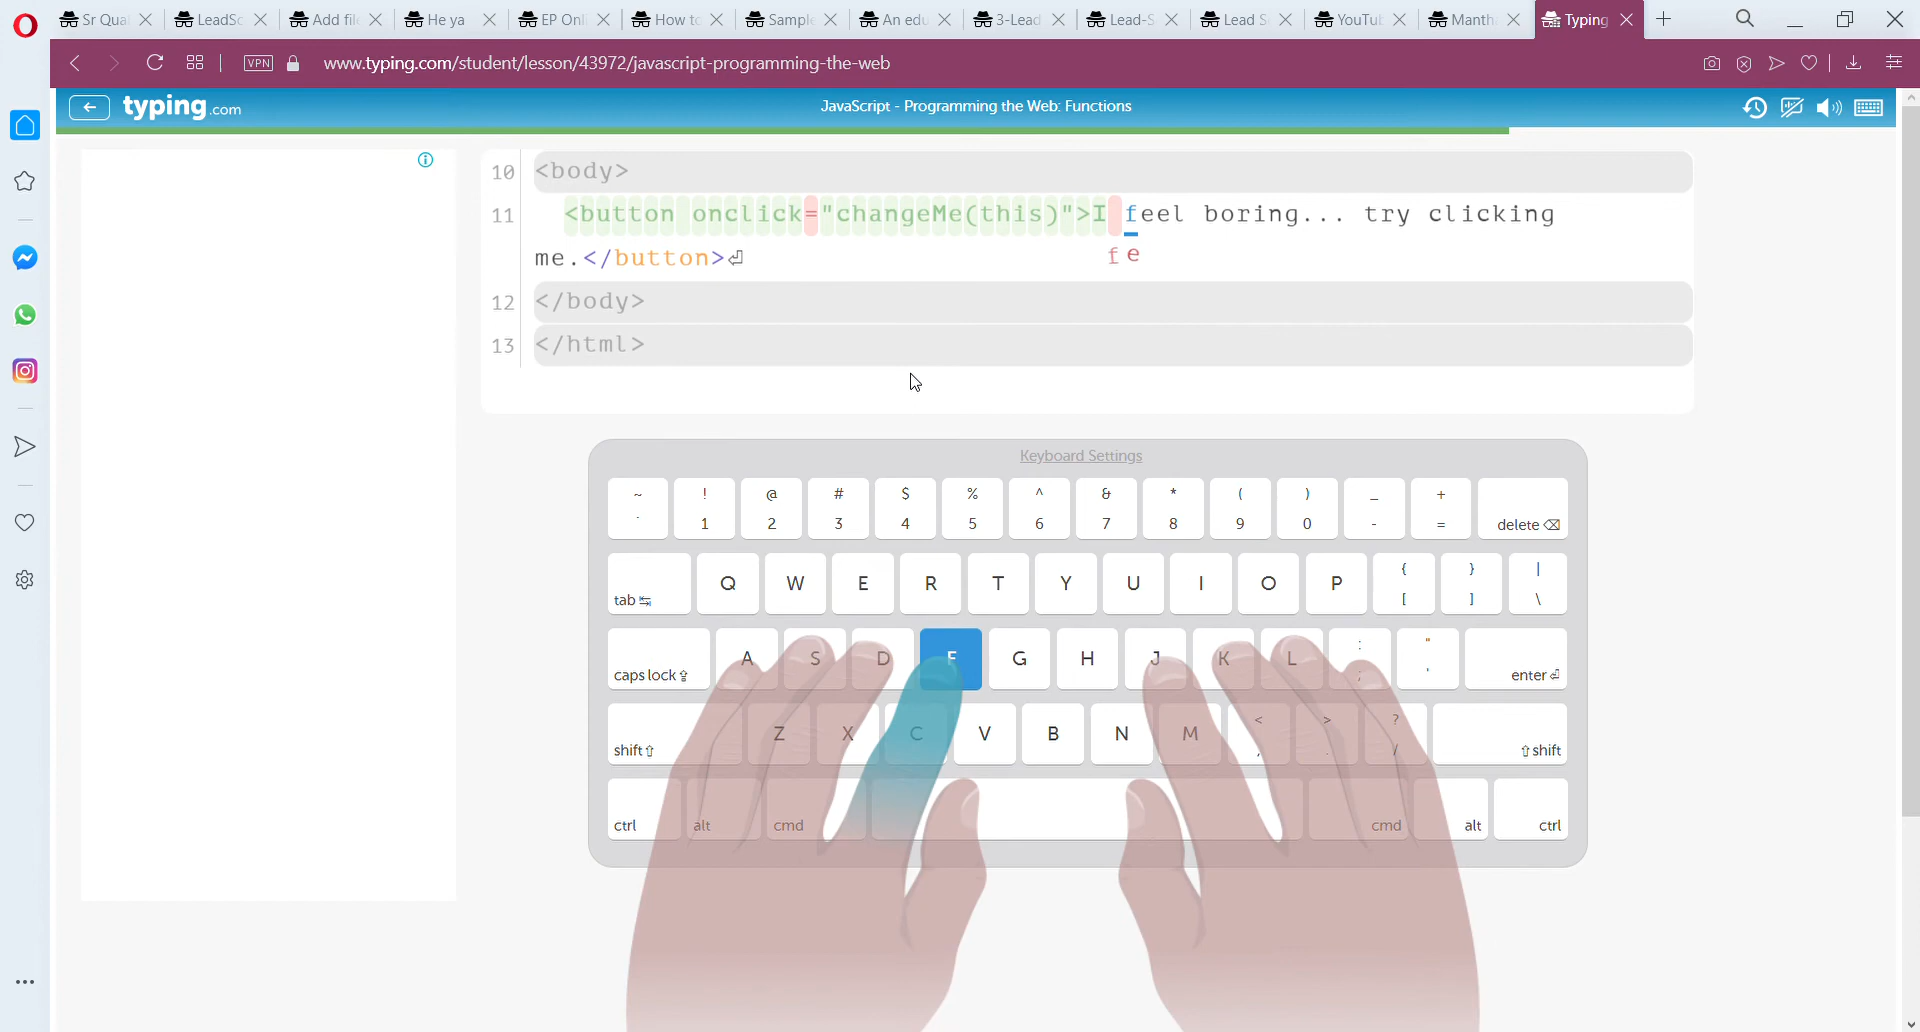 Sr Qua
LeadSc
Add file
He ya
EP Onl
How to
Sample
An edu
3-Lead
Lead-S
Lead S
YouTub
Manth
Typing
VPN
www.typing.com/student/lesson/43972/javascript-programming-the-web
typing.com
JavaScript - Programming the Web: Functions
10 <body>
11 <button onclick="changeMe(this)">I feel boring... try clicking
f e
me.</button>⏎
12 </body>
13 </html>
Keyboard Settings
~ ! @ # $ % ^ & * ( ) _ +
` 1 2 3 4 5 6 7 8 9 0 - = delete
tab Q W E R T Y U I O P { [ } ] | \
caps lock A S D F G H J K L : ; " ' enter
shift Z X C V B N M < , > . ? / shift
ctrl alt cmd cmd alt ctrl